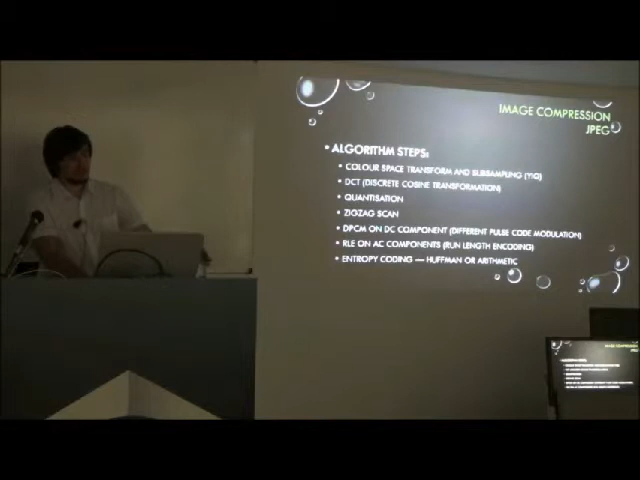 IMAGE COMPRESSION
JPEG
ALGORITHM STEPS:
COLOUR SPACE TRANSFORM AND SUBSAMPLING (YIQ)
DCT (DISCRETE COSINE TRANSFORMATION)
QUANTISATION
ZIGZAG SCAN
DPCM ON DC COMPONENT (DIFFERENT PULSE CODE MODULATION)
RLE ON AC COMPONENTS (RUN LENGTH ENCODING)
ENTROPY CODING — HUFFMAN OR ARITHMETIC